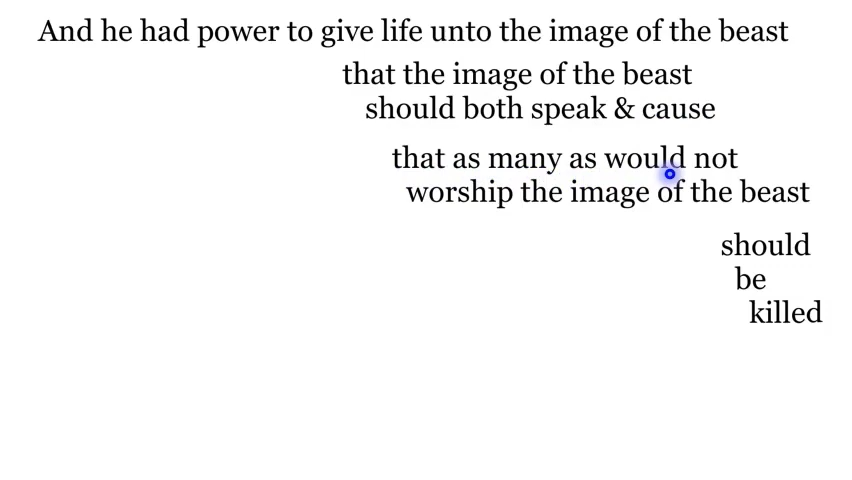 And he had power to give life unto the image of the beast
that the image of the beast
should both speak & cause
that as many as would not
worship the image of the beast
should
be
killed